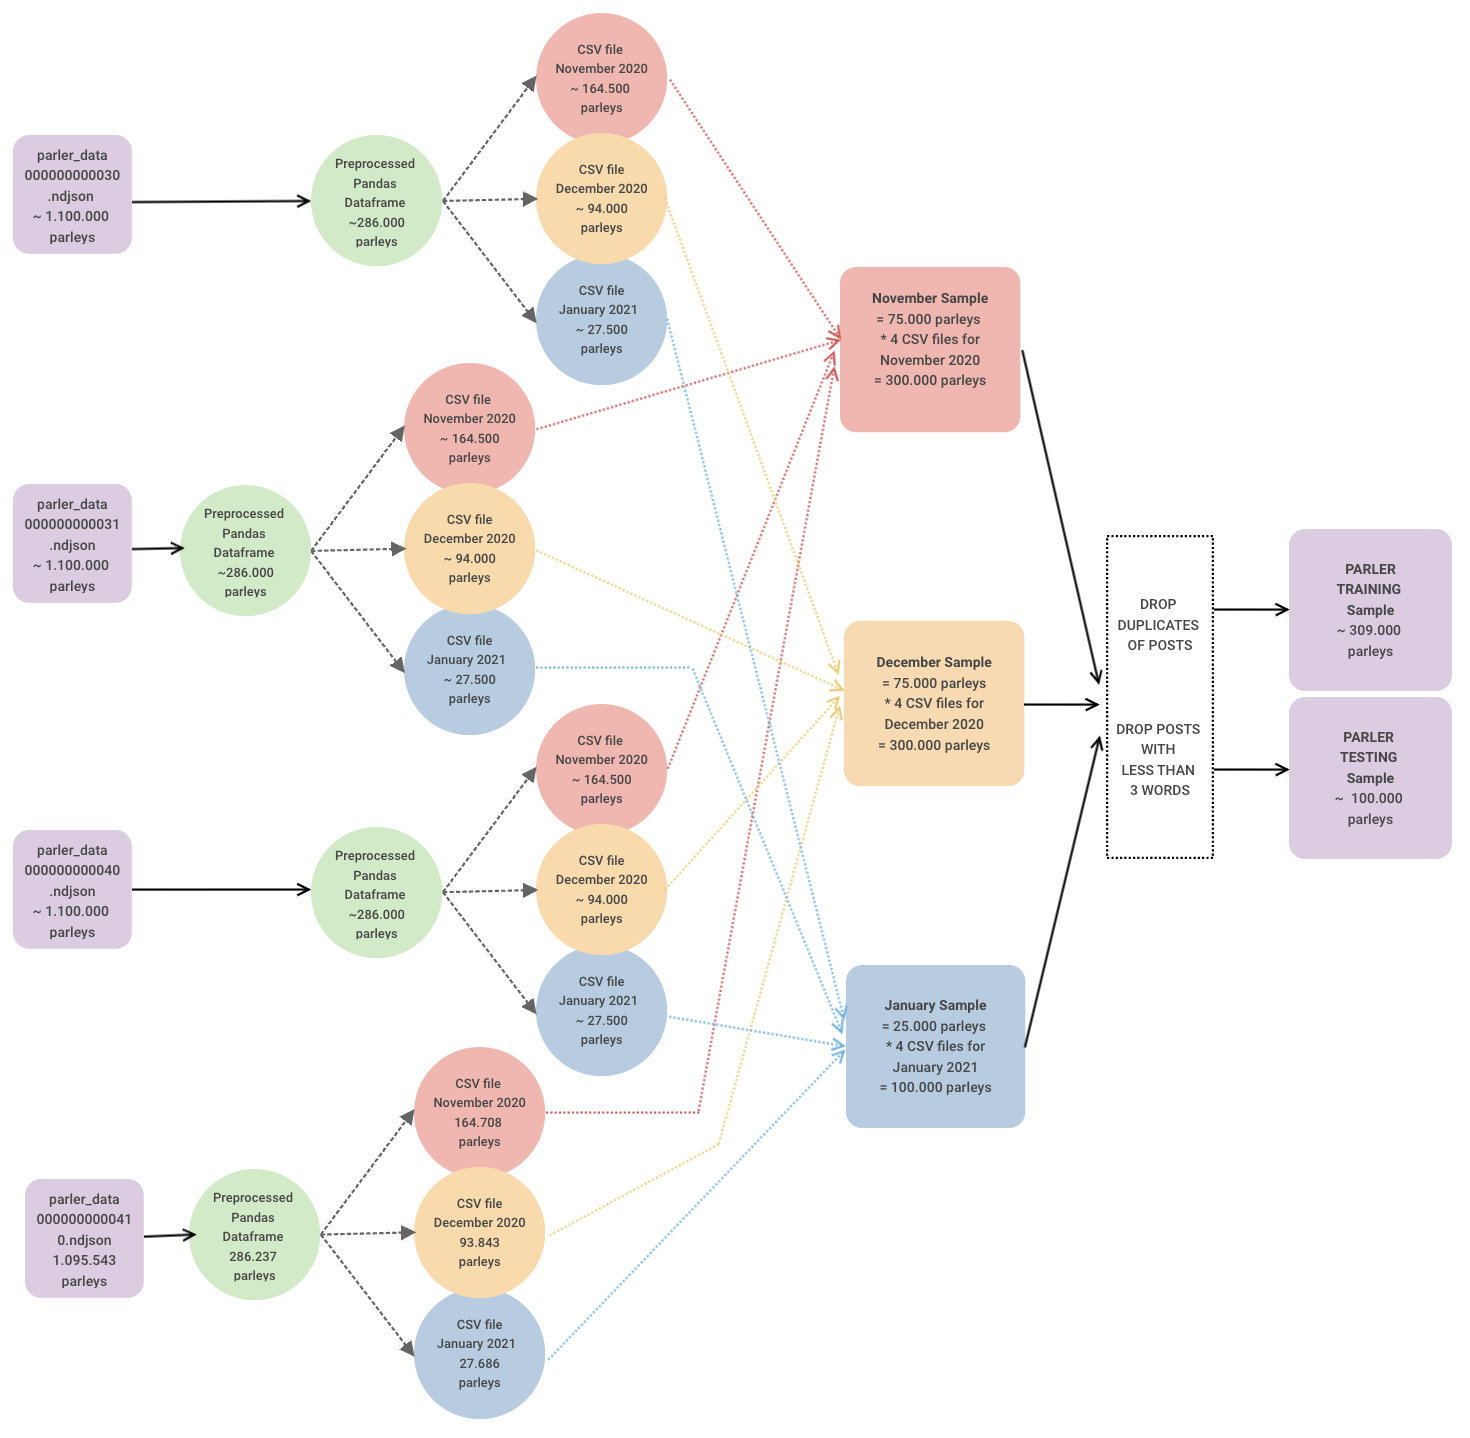 parler_data
000000000030
.ndjson
~ 1.100.000
parleys
Preprocessed
Pandas
Dataframe
~286.000
parleys
CSV file
November 2020
~ 164.500
parleys
CSV file
December 2020
~ 94.000
parleys
CSV file
January 2021
~ 27.500
parleys
parler_data
000000000031
.ndjson
~ 1.100.000
parleys
Preprocessed
Pandas
Dataframe
~286.000
parleys
CSV file
November 2020
~ 164.500
parleys
CSV file
December 2020
~ 94.000
parleys
CSV file
January 2021
~ 27.500
parleys
parler_data
000000000040
.ndjson
~ 1.100.000
parleys
Preprocessed
Pandas
Dataframe
~286.000
parleys
CSV file
November 2020
~ 164.500
parleys
CSV file
December 2020
~ 94.000
parleys
CSV file
January 2021
~ 27.500
parleys
parler_data
000000000041
0.ndjson
1.095.543
parleys
Preprocessed
Pandas
Dataframe
286.237
parleys
CSV file
November 2020
164.708
parleys
CSV file
December 2020
93.843
parleys
CSV file
January 2021
27.686
parleys
November Sample
= 75.000 parleys
* 4 CSV files for
November 2020
= 300.000 parleys
December Sample
= 75.000 parleys
* 4 CSV files for
December 2020
= 300.000 parleys
January Sample
= 25.000 parleys
* 4 CSV files for
January 2021
= 100.000 parleys
DROP
DUPLICATES
OF POSTS
DROP POSTS
WITH
LESS THAN
3 WORDS
PARLER
TRAINING
Sample
~ 309.000
parleys
PARLER
TESTING
Sample
~ 100.000
parleys